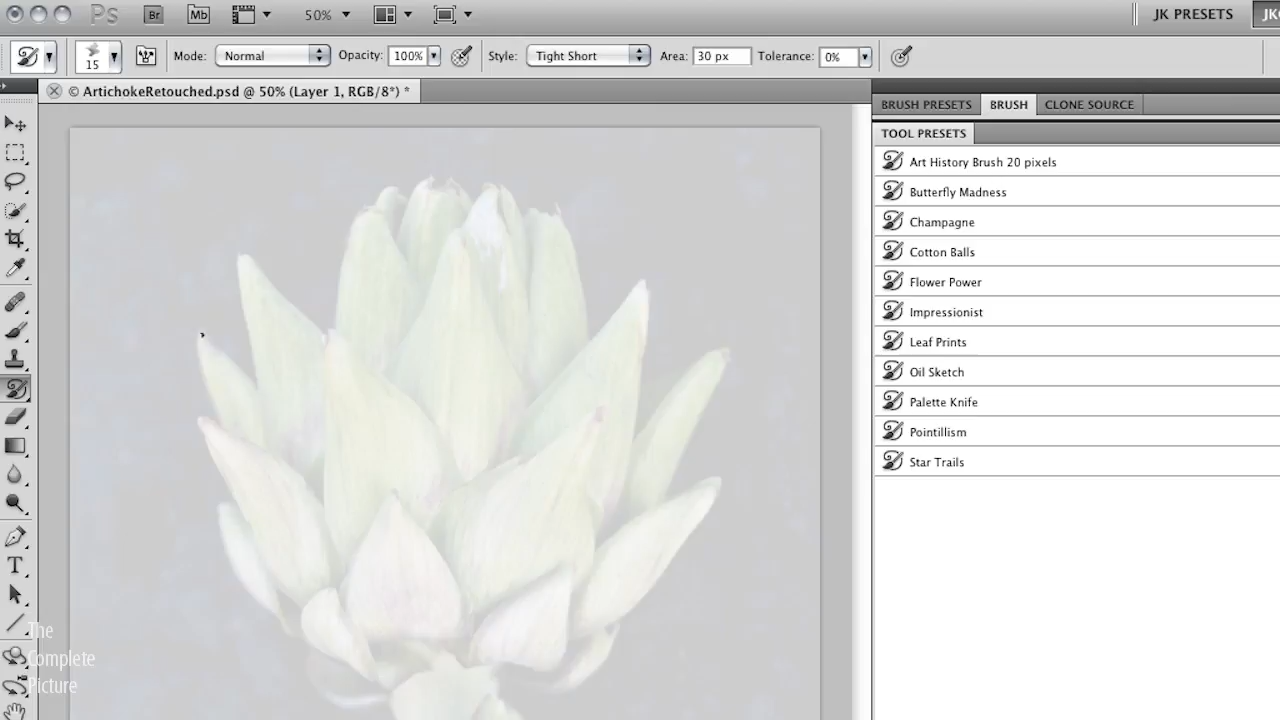 Ps Br Mb 50% JK PRESETS
15 Mode: Normal Opacity: 100% Style: Tight Short Area: 30 px Tolerance: 0%
© ArtichokeRetouched.psd @ 50% (Layer 1, RGB/8*) *
BRUSH PRESETS BRUSH CLONE SOURCE
TOOL PRESETS
Art History Brush 20 pixels
Butterfly Madness
Champagne
Cotton Balls
Flower Power
Impressionist
Leaf Prints
Oil Sketch
Palette Knife
Pointillism
Star Trails
T
The
Complete
Picture